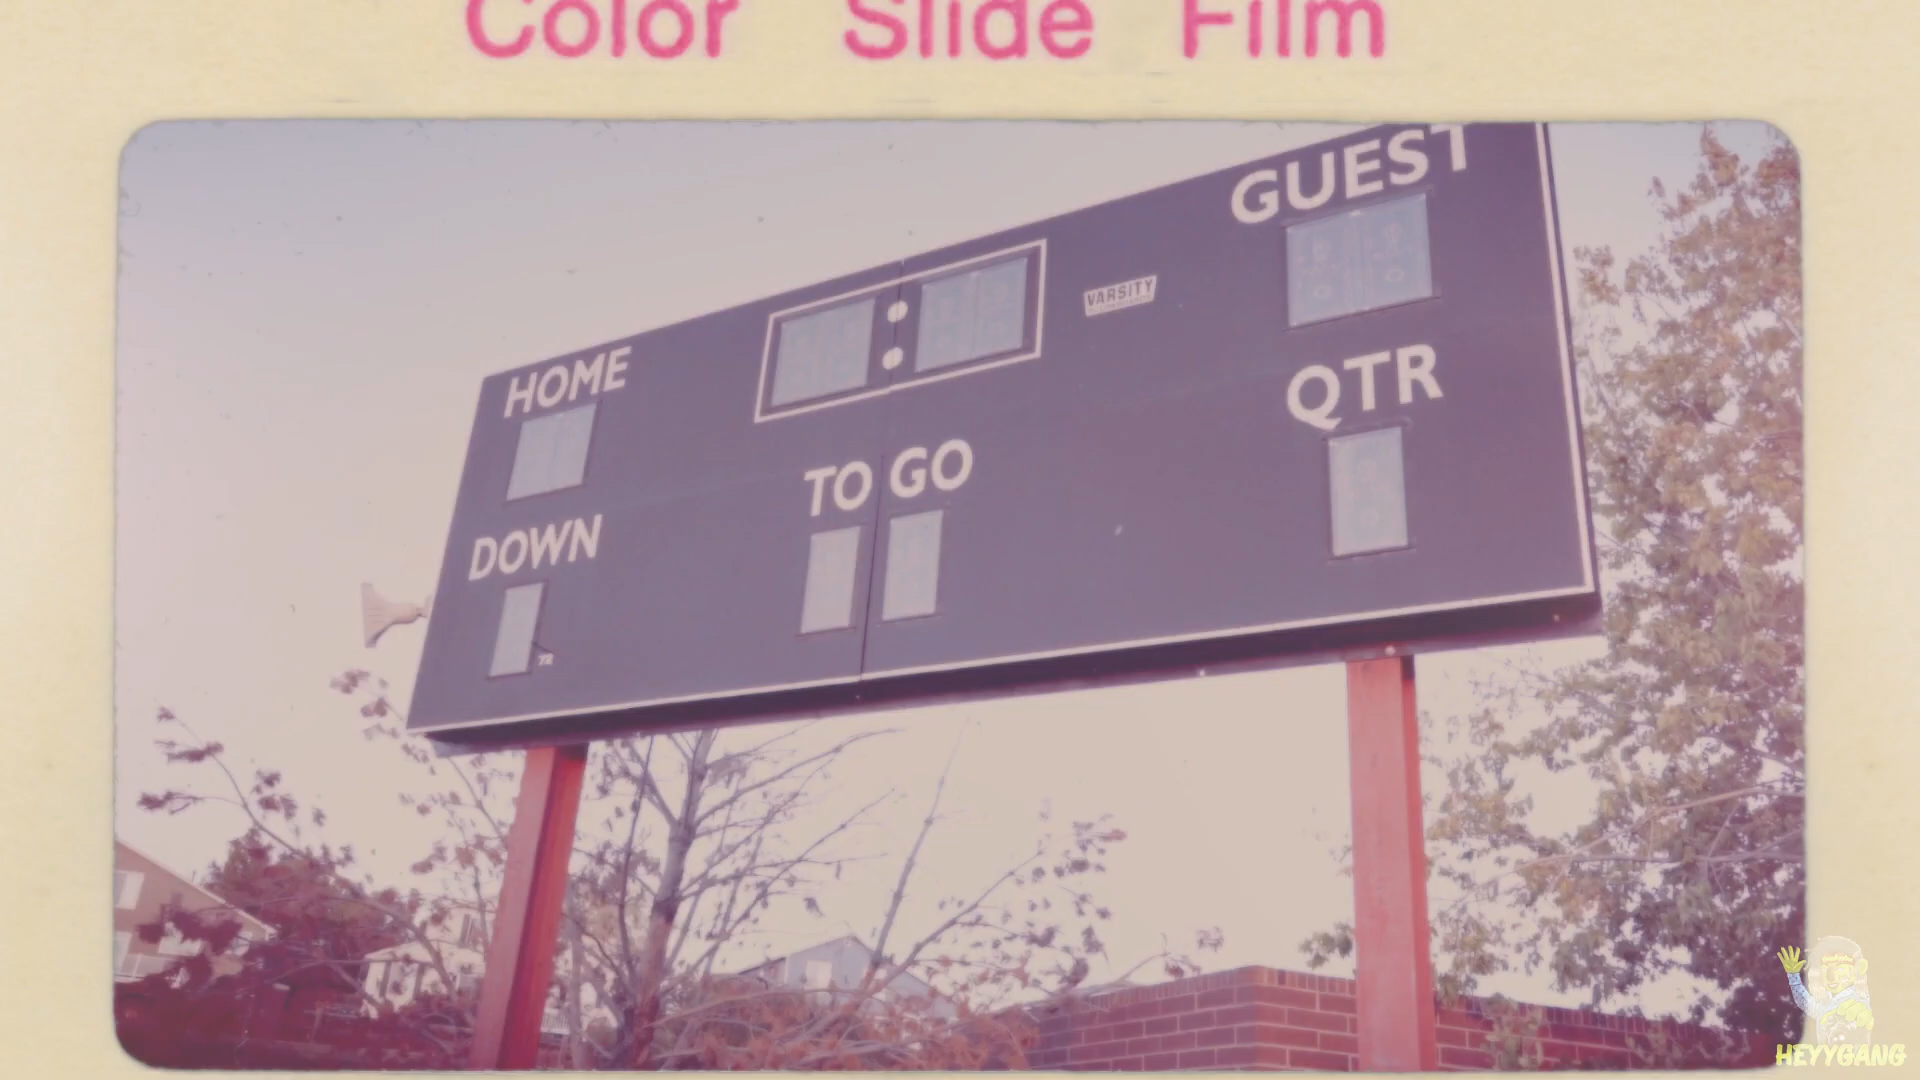 Color Slide Film
GUEST
VARSITY
HOME
QTR
TO GO
DOWN
HEYYGANG